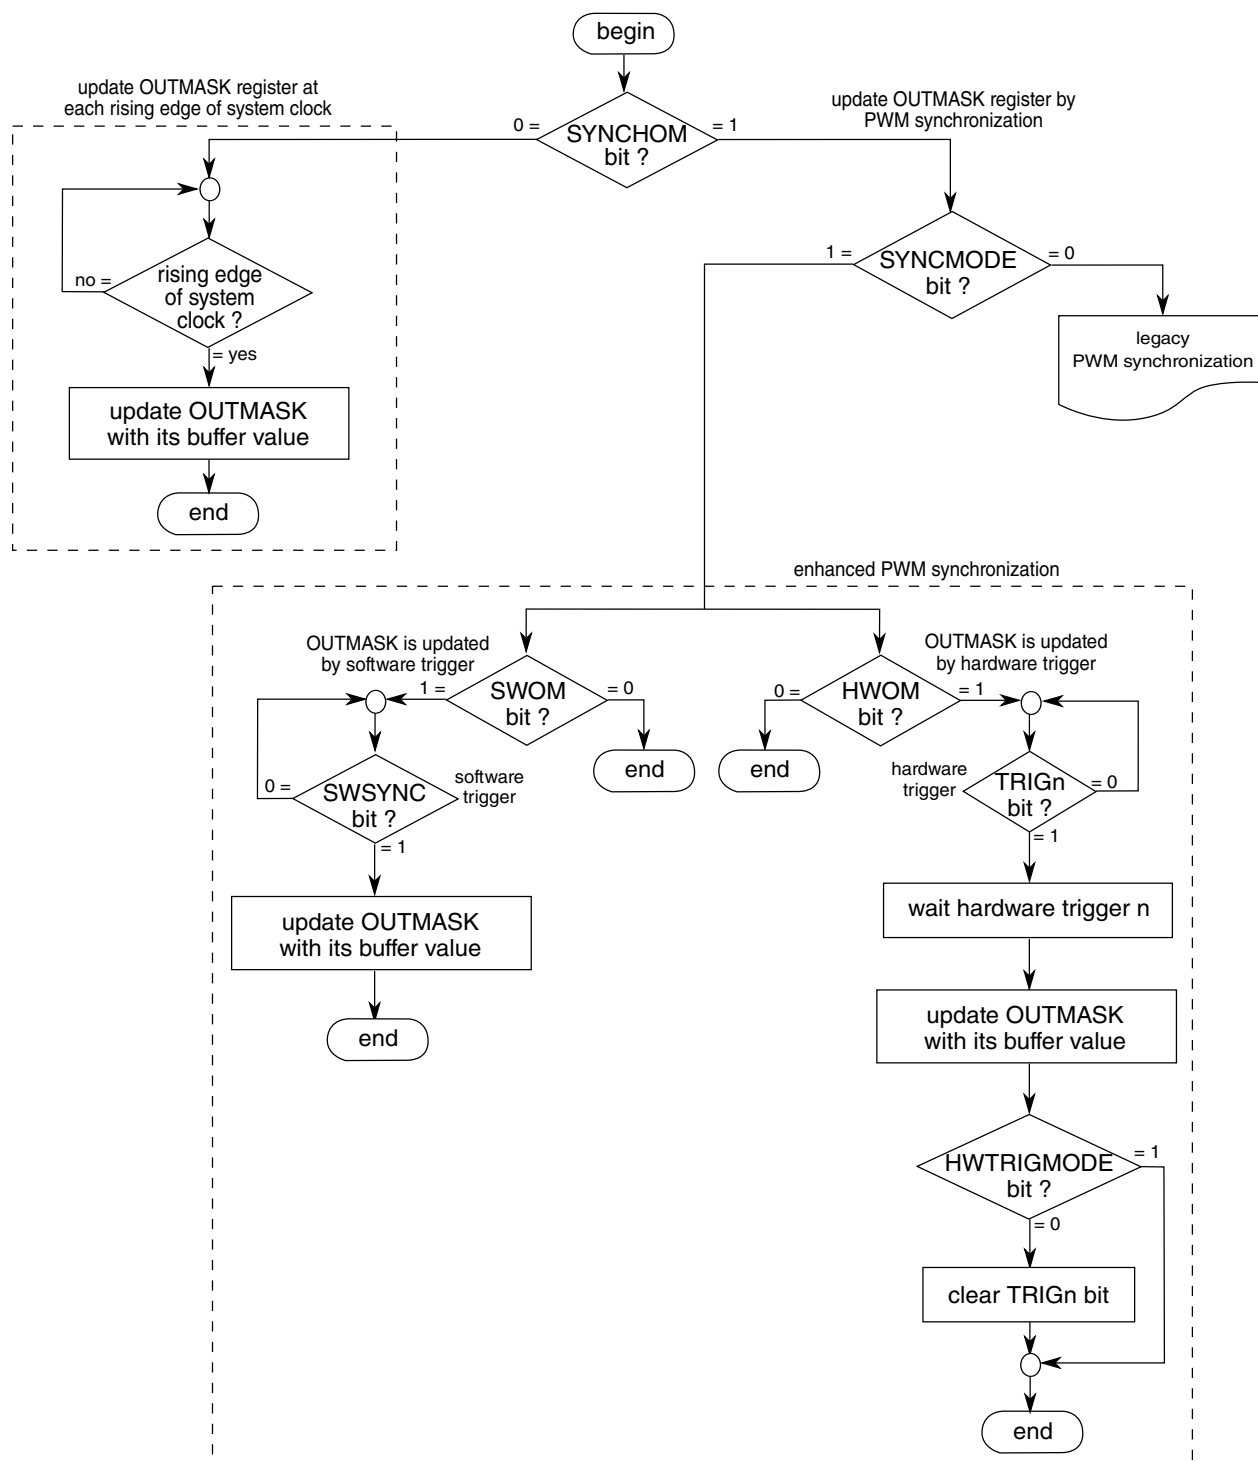 begin
update OUTMASK register at
each rising edge of system clock
update OUTMASK register by
PWM synchronization
0 =
SYNCHOM
bit ?
= 1
1 =
SYNCMODE
bit ?
= 0
no =
rising edge
of system
clock ?
= yes
legacy
PWM synchronization
update OUTMASK
with its buffer value
end
enhanced PWM synchronization
OUTMASK is updated
by software trigger
OUTMASK is updated
by hardware trigger
1 =
SWOM
bit ?
= 0
0 =
HWOM
bit ?
= 1
end
end
0 =
SWSYNC
bit ?
software
trigger
= 1
hardware
trigger
TRIGn
bit ?
= 0
= 1
update OUTMASK
with its buffer value
end
wait hardware trigger n
update OUTMASK
with its buffer value
HWTRIGMODE
bit ?
= 1
= 0
clear TRIGn bit
end